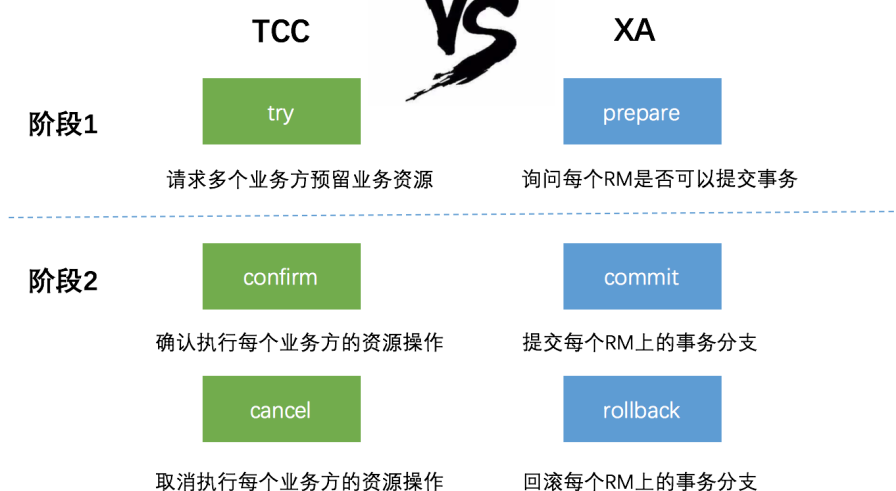 TCC VS XA
阶段1 try prepare
请求多个业务方预留业务资源 询问每个RM是否可以提交事务
阶段2 confirm commit
确认执行每个业务方的资源操作 提交每个RM上的事务分支
cancel rollback
取消执行每个业务方的资源操作 回滚每个RM上的事务分支